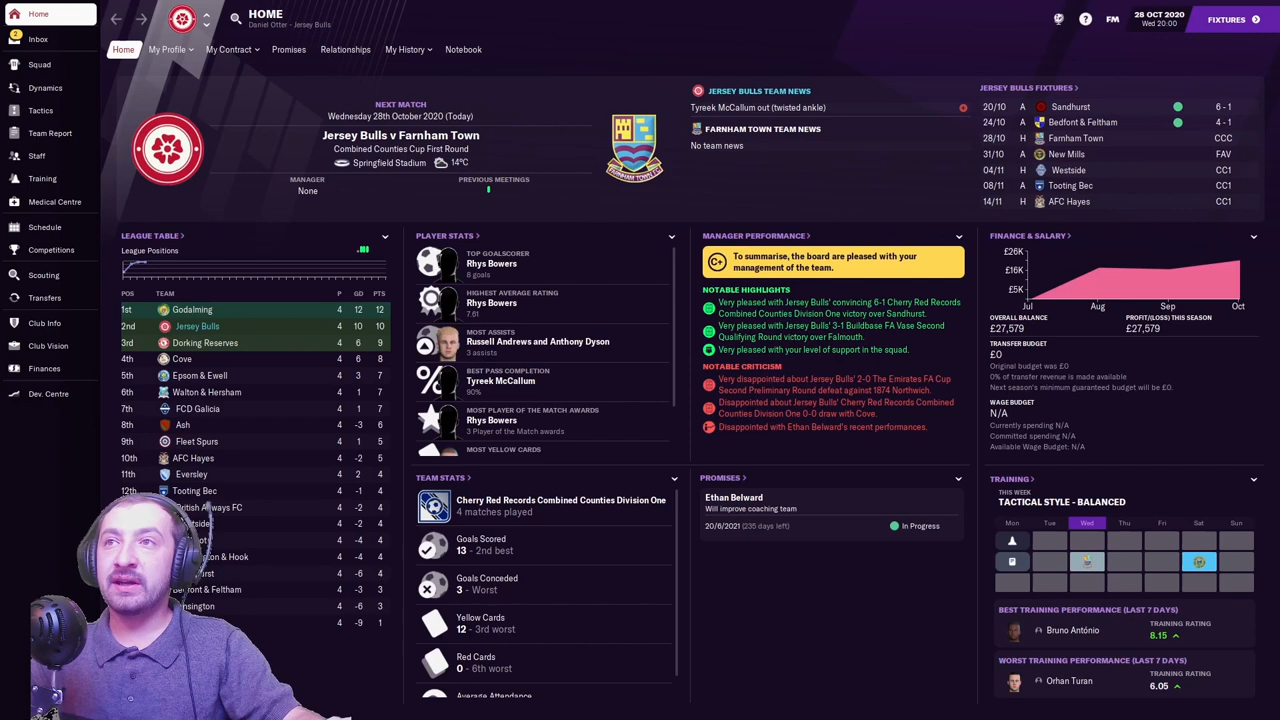 Home
2
Inbox
Squad
Dynamics
Tactics
Team Report
Staff
Training
Medical Centre
Schedule
Competitions
Scouting
Transfers
Club Info
Club Vision
Finances
Dev. Centre
HOME
Daniel Otter - Jersey Bulls
FM
28 OCT 2020
Wed 20:00
FIXTURES
Home
My Profile
My Contract
Promises
Relationships
My History
Notebook
NEXT MATCH
Wednesday 28th October 2020 (Today)
Jersey Bulls v Farnham Town
Combined Counties Cup First Round
Springfield Stadium 14°C
MANAGER
None
PREVIOUS MEETINGS
FARNHAM TOWN FC
JERSEY BULLS TEAM NEWS
Tyreek McCallum out (twisted ankle)
FARNHAM TOWN TEAM NEWS
No team news
JERSEY BULLS FIXTURES
20/10 A Sandhurst 6 - 1
24/10 A Bedfont & Feltham 4 - 1
28/10 H Farnham Town CCC
31/10 A New Mills FAV
04/11 H Westside CC1
08/11 A Tooting Bec CC1
14/11 H AFC Hayes CC1
LEAGUE TABLE
League Positions
POS TEAM P GD PTS
1st Godalming 4 12 12
2nd Jersey Bulls 4 10 10
3rd Dorking Reserves 4 6 9
4th Cove 4 6 8
5th Epsom & Ewell 4 3 7
6th Walton & Hersham 4 1 7
7th FCD Galicia 4 1 7
8th Ash 4 -3 6
9th Fleet Spurs 4 1 5
10th AFC Hayes 4 -2 5
11th Eversley 4 2 4
12th Tooting Bec 4 -1 4
British Airways FC 4 -2 4
4 -2 4
& Hook 4 -4 4
4 -6 4
& Feltham 4 -3 3
4 -6 3
4 -9 1
PLAYER STATS
TOP GOALSCORER
Rhys Bowers
8 goals
HIGHEST AVERAGE RATING
Rhys Bowers
7.61
MOST ASSISTS
Russell Andrews and Anthony Dyson
3 assists
BEST PASS COMPLETION
Tyreek McCallum
90%
MOST PLAYER OF THE MATCH AWARDS
Rhys Bowers
3 Player of the Match awards
MOST YELLOW CARDS
MANAGER PERFORMANCE
C+
To summarise, the board are pleased with your
management of the team.
NOTABLE HIGHLIGHTS
Very pleased with Jersey Bulls' convincing 6-1 Cherry Red Records
Combined Counties Division One victory over Sandhurst.
Very pleased with Jersey Bulls' 3-1 Buildbase FA Vase Second
Qualifying Round victory over Falmouth.
Very pleased with your level of support in the squad.
NOTABLE CRITICISM
Very disappointed about Jersey Bulls' 2-0 The Emirates FA Cup
Second Preliminary Round defeat against 1874 Northwich.
Disappointed about Jersey Bulls' Cherry Red Records Combined
Counties Division One 0-0 draw with Cove.
Disappointed with Ethan Belward's recent performances.
FINANCE & SALARY
£26K
£16K
£5K
Jul Aug Sep Oct
OVERALL BALANCE PROFIT/(LOSS) THIS SEASON
£27,579 £27,579
TRANSFER BUDGET
£0
Original budget was £0
0% of transfer revenue is made available
Next season's minimum guaranteed budget will be £0.
WAGE BUDGET
N/A
Currently spending N/A
Committed spending N/A
Available Wage Budget: N/A
TEAM STATS
Cherry Red Records Combined Counties Division One
4 matches played
Goals Scored
13 - 2nd best
Goals Conceded
3 - Worst
Yellow Cards
12 - 3rd worst
Red Cards
0 - 6th worst
Average Attendance
PROMISES
Ethan Belward
Will improve coaching team
20/6/2021 (235 days left)
In Progress
TRAINING
THIS WEEK
TACTICAL STYLE - BALANCED
Mon Tue Wed Thu Fri Sat Sun
BEST TRAINING PERFORMANCE (LAST 7 DAYS)
Bruno António
TRAINING RATING
8.15
WORST TRAINING PERFORMANCE (LAST 7 DAYS)
Orhan Turan
TRAINING RATING
6.05